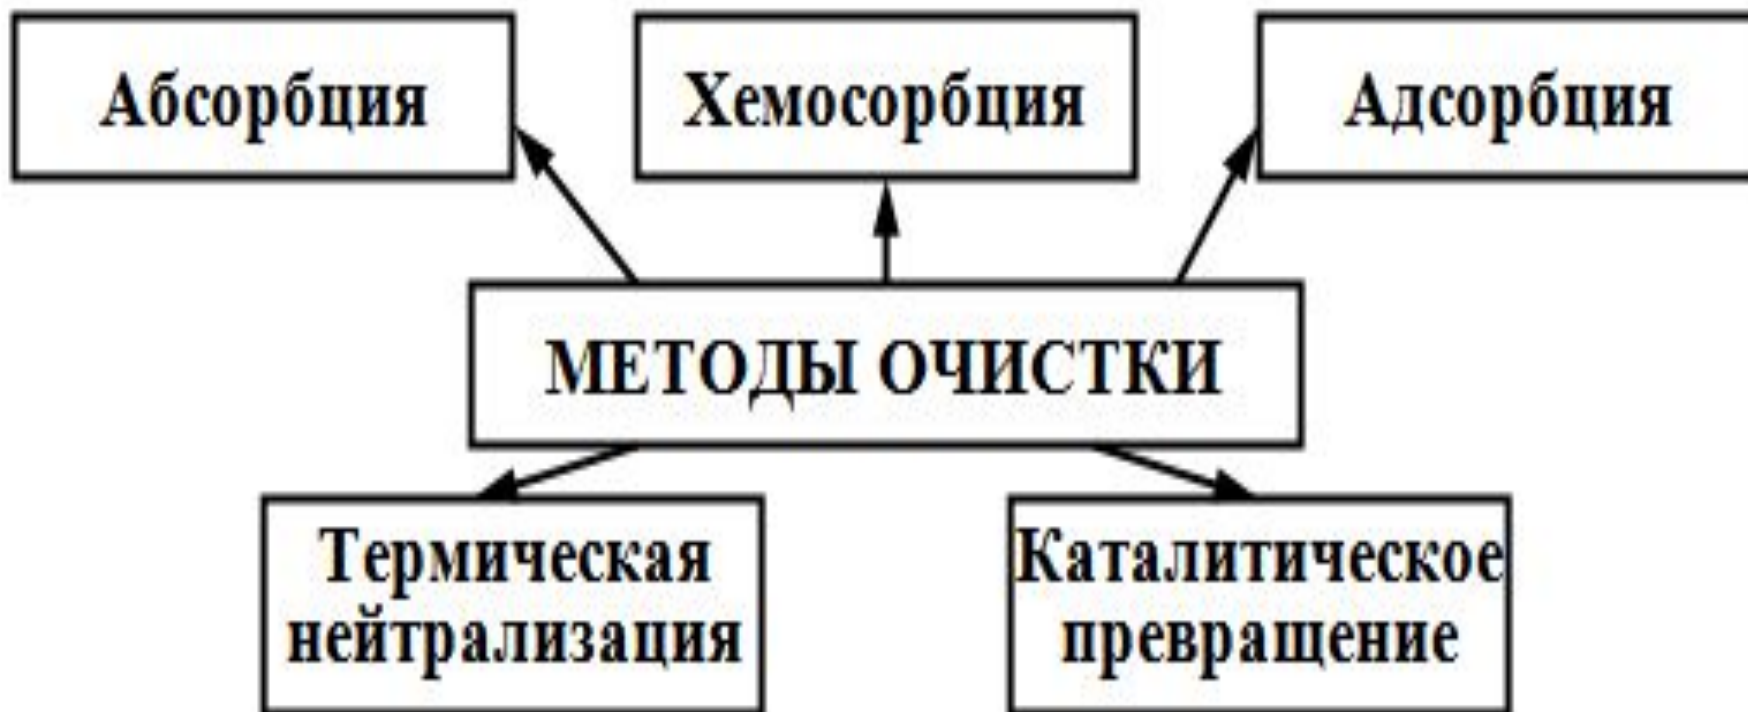 Абсорбция
Хемосорбция
Адсорбция
МЕТОДЫ ОЧИСТКИ
Термическая
нейтрализация
Каталитическое
превращение